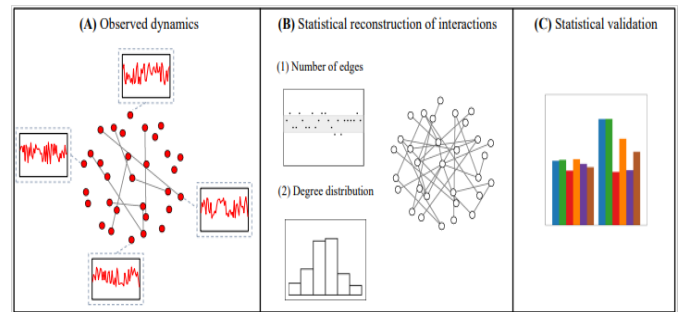 (A) Observed dynamics
(B) Statistical reconstruction of interactions
(1) Number of edges
(2) Degree distribution
(C) Statistical validation